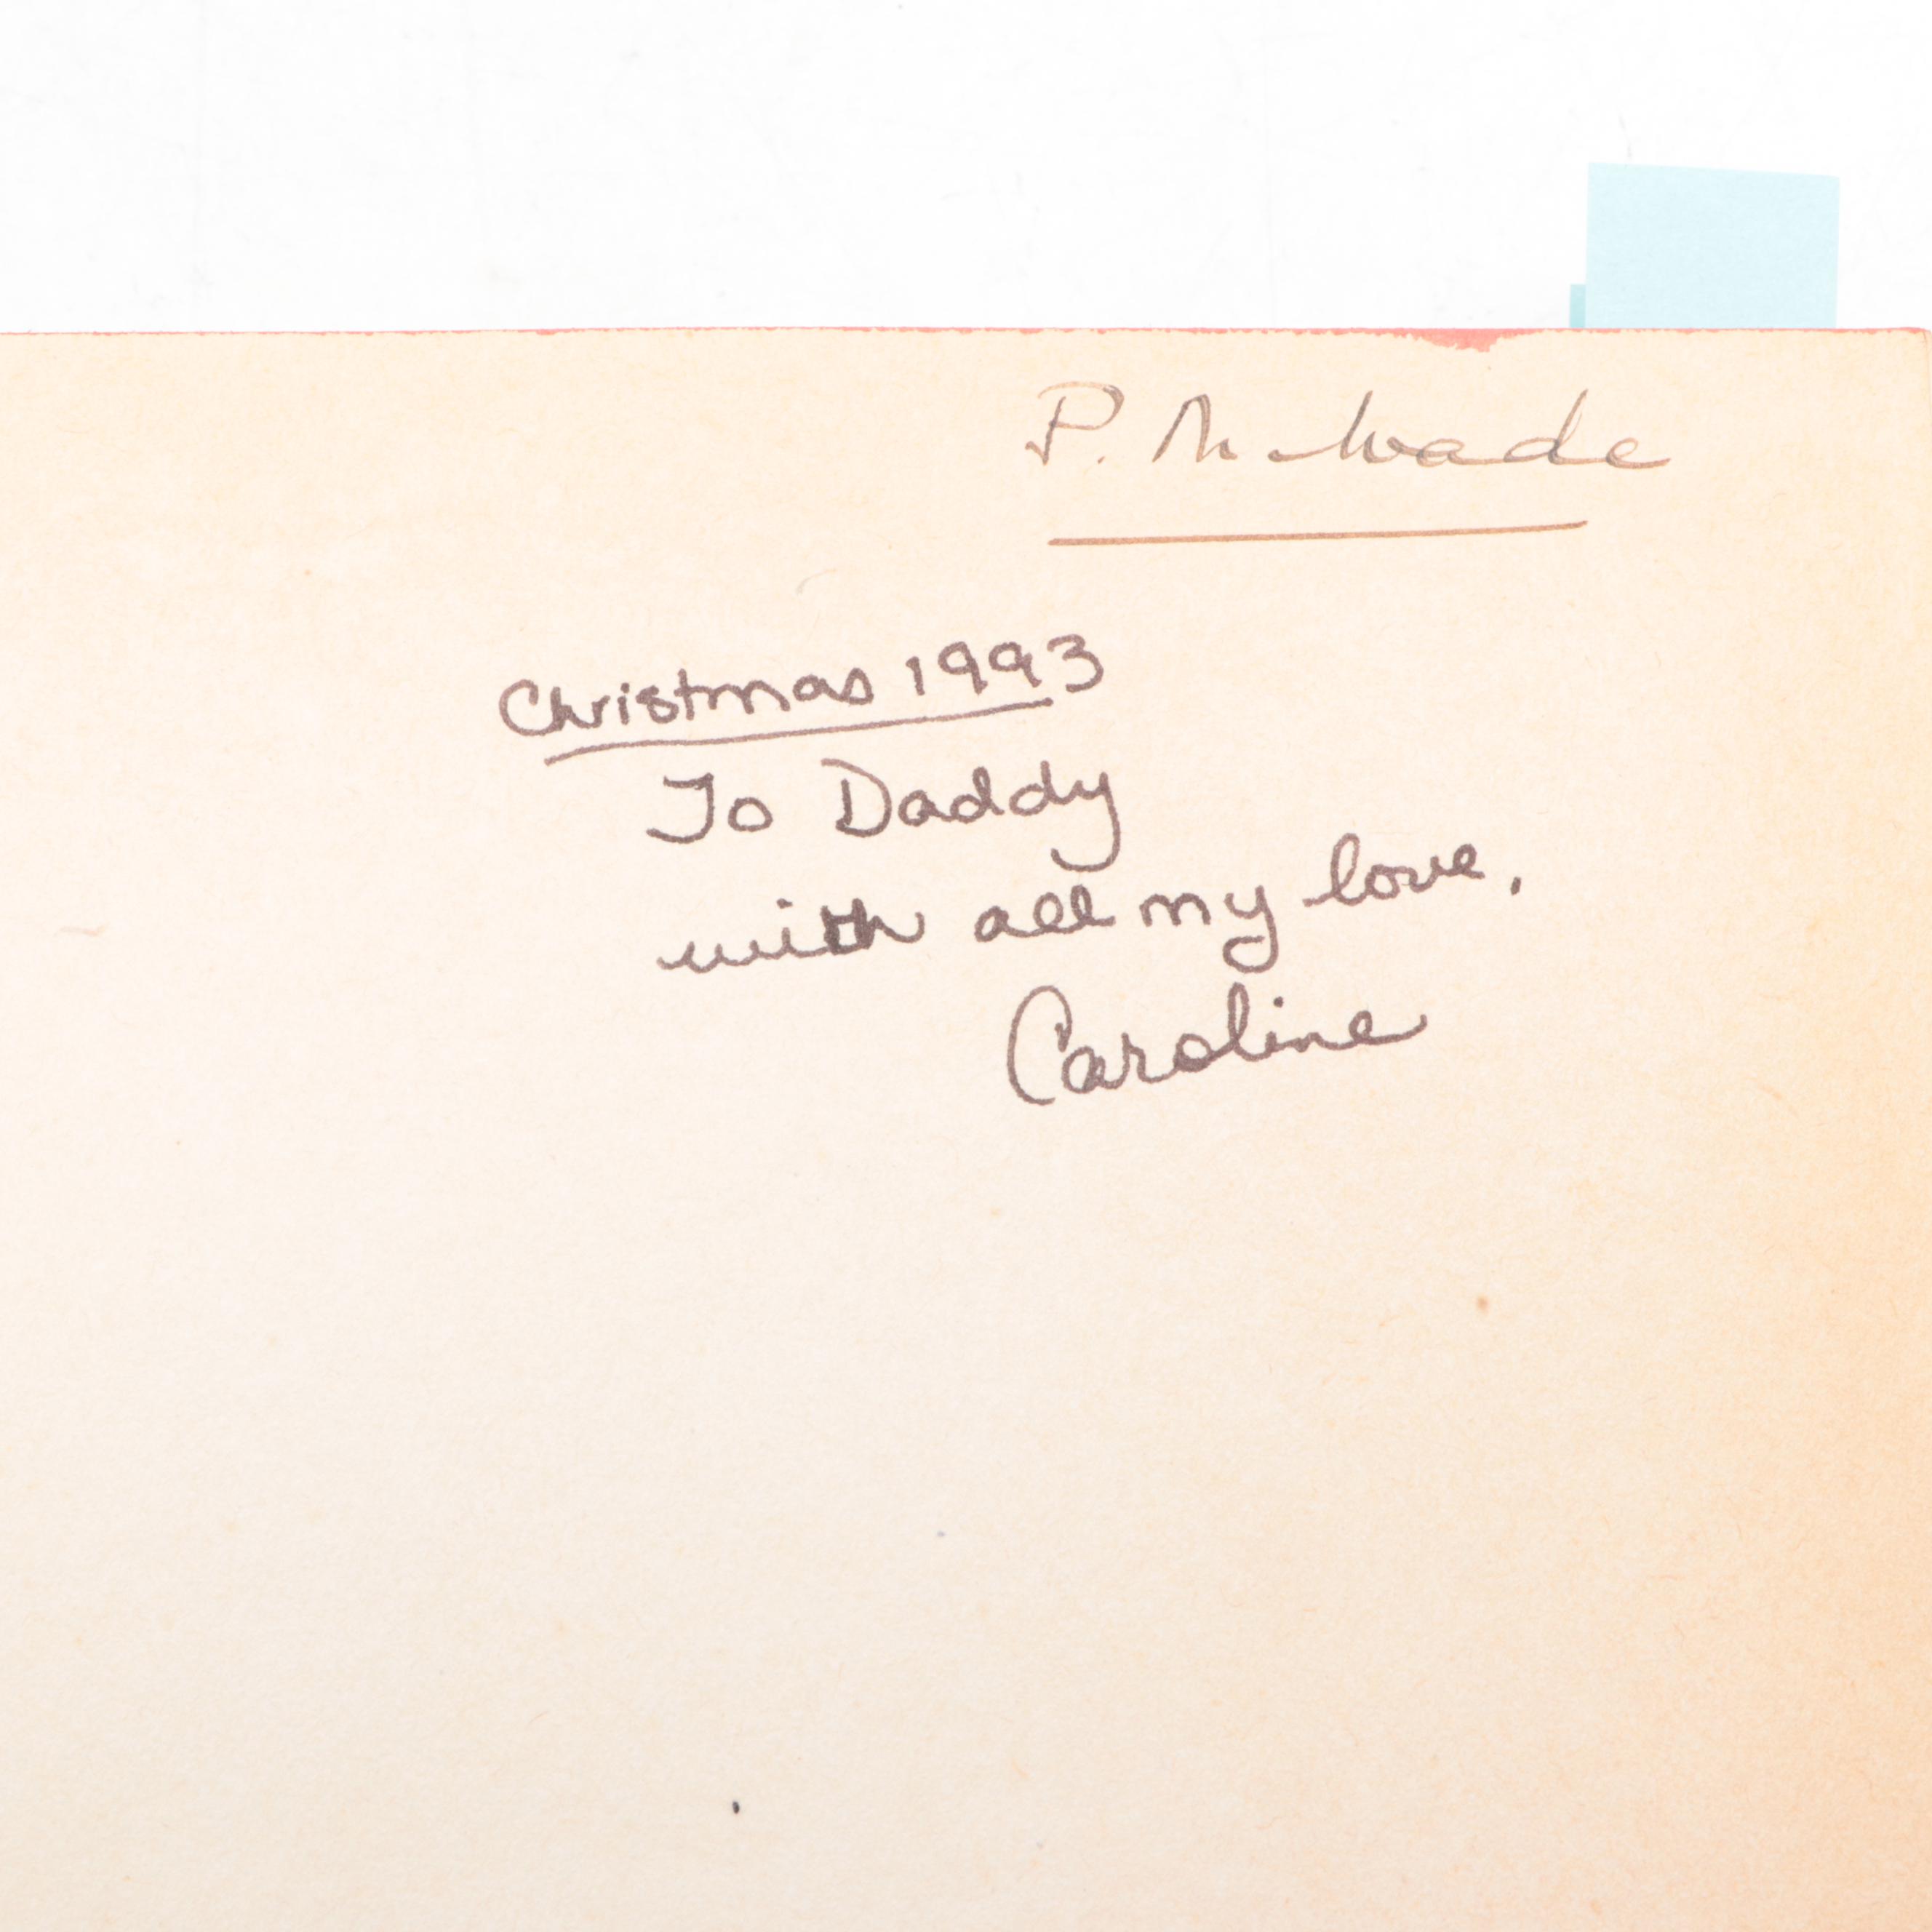 P. M. Wade
Christmas 1993
To Daddy
with all my love,
Caroline